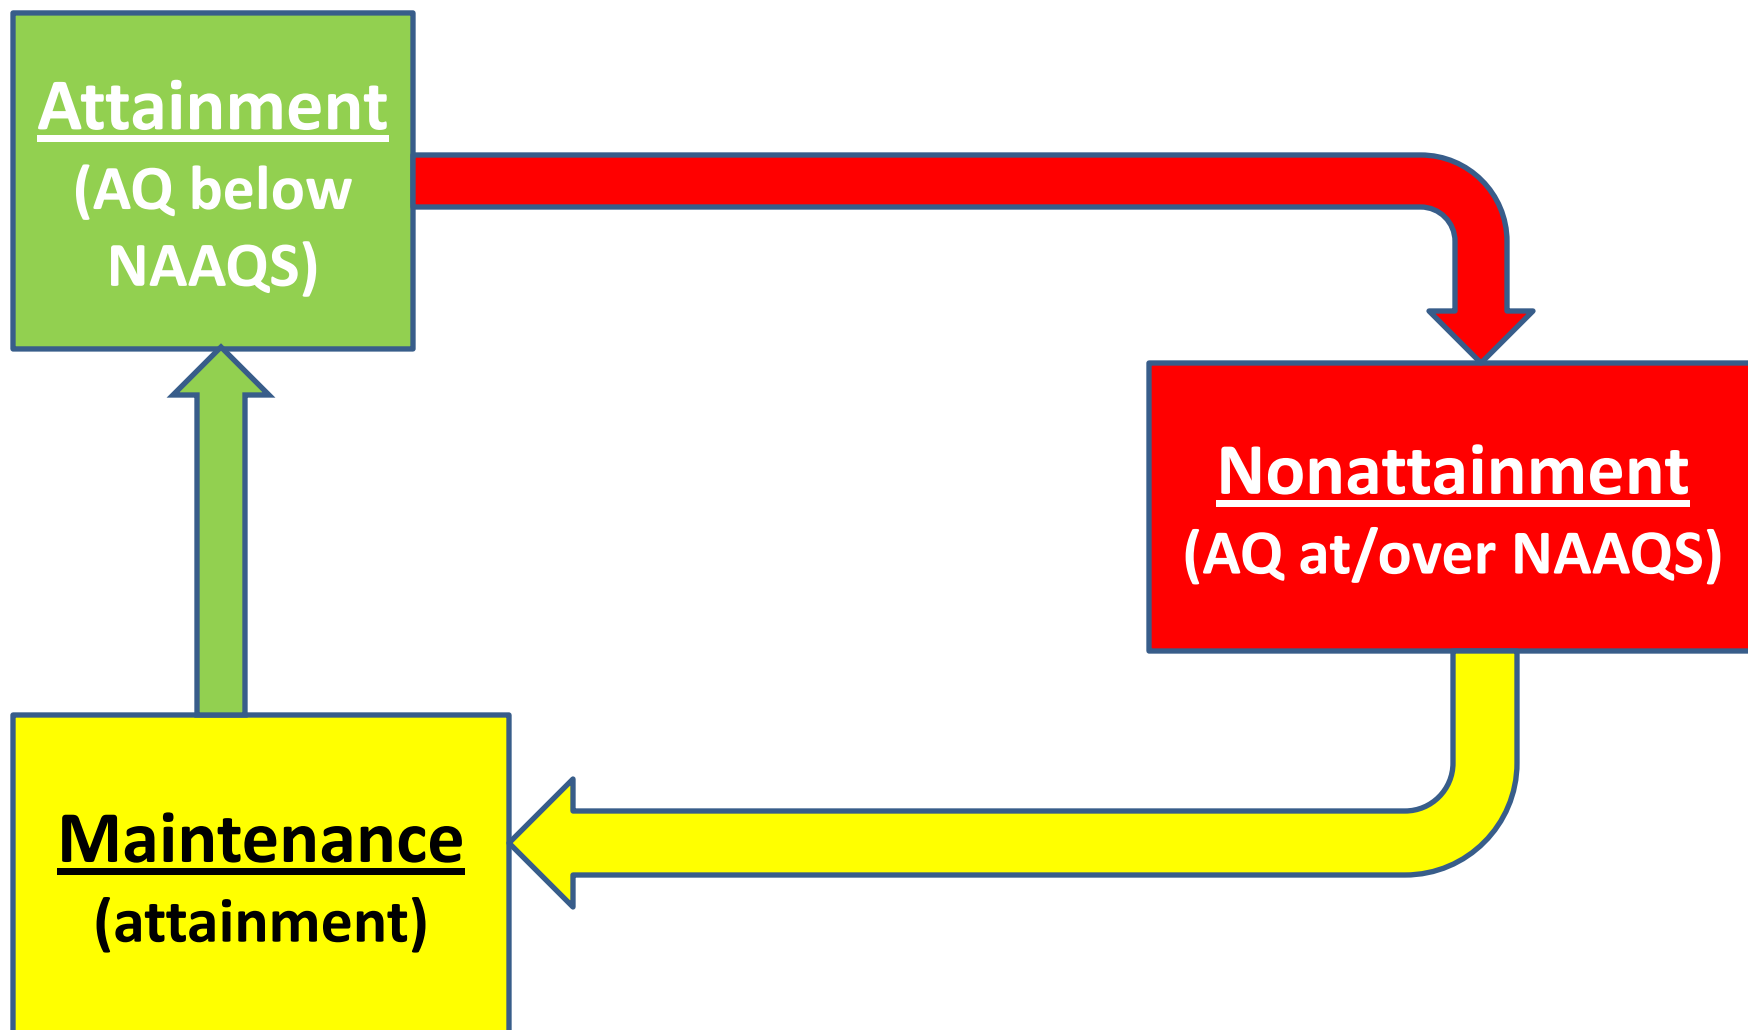 Attainment
(AQ below
NAAQS)
Nonattainment
(AQ at/over NAAQS)
Maintenance
(attainment)